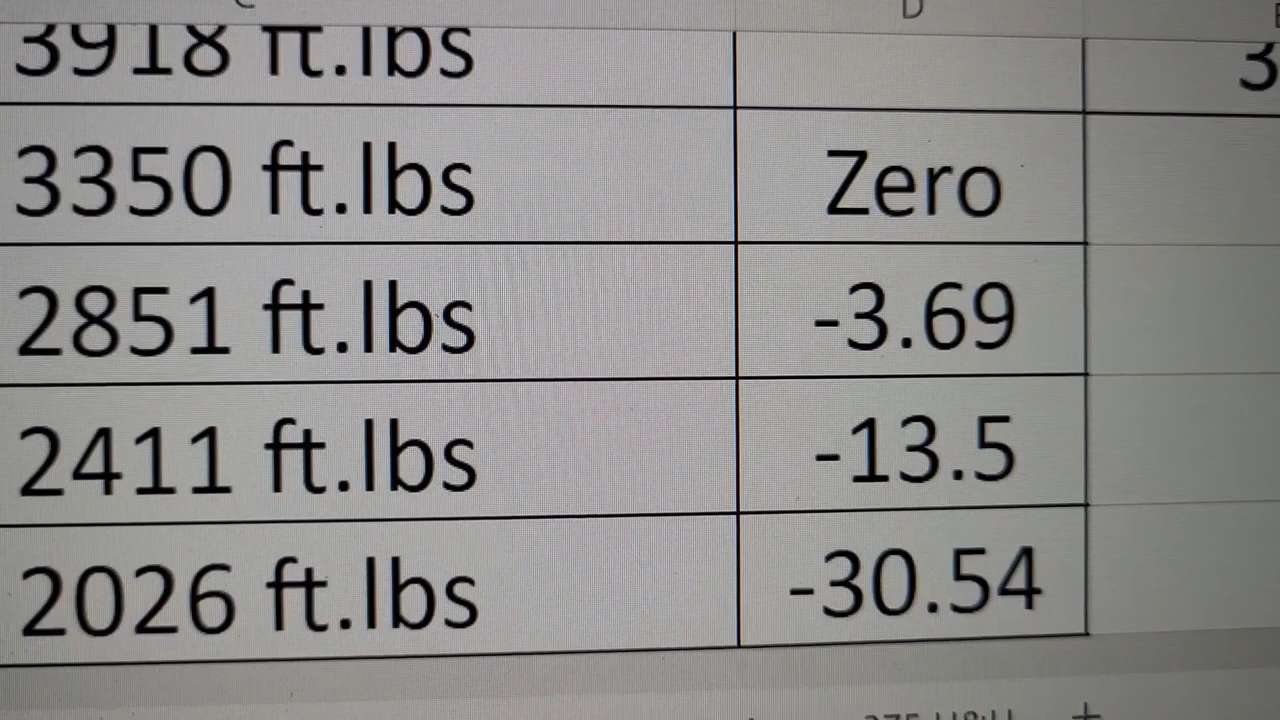 D
3918 ft.lbs 3
3350 ft.lbs Zero
2851 ft.lbs -3.69
2411 ft.lbs -13.5
2026 ft.lbs -30.54
+